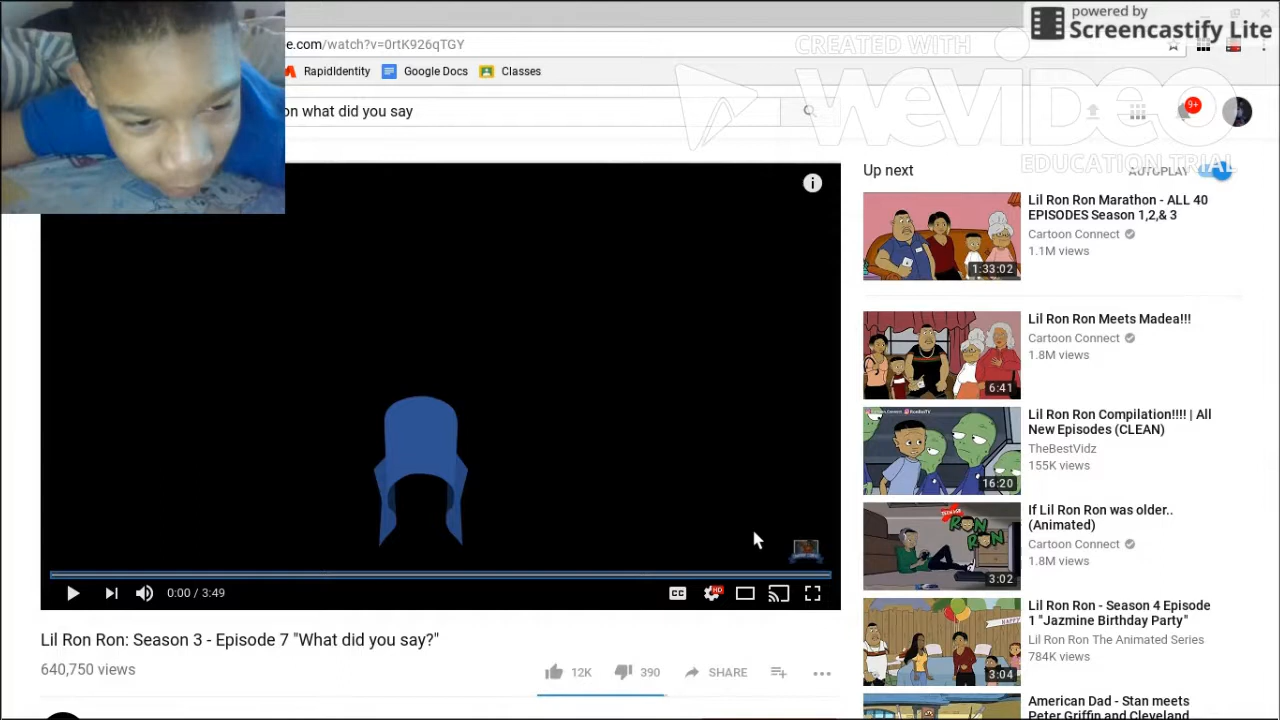 powered by
Screencastify Lite
e.com/watch?v=0rtK926qTGY
CREATED WITH
RapidIdentity
Google Docs
Classes
WEVIDEO
on what did you say
9+
EDUCATION TRIAL
Up next
AUTOPLAY
Lil Ron Ron Marathon - ALL 40
EPISODES Season 1,2,& 3
Cartoon Connect
1.1M views
1:33:02
Lil Ron Ron Meets Madea!!!
Cartoon Connect
1.8M views
6:41
Lil Ron Ron Compilation!!!! | All
New Episodes (CLEAN)
TheBestVidz
155K views
16:20
If Lil Ron Ron was older..
(Animated)
Cartoon Connect
1.8M views
RON
RON
3:02
Lil Ron Ron - Season 4 Episode
1 "Jazmine Birthday Party"
Lil Ron Ron The Animated Series
784K views
3:04
American Dad - Stan meets
Peter Griffin and Cleveland
0:00 / 3:49
CC
HD
Lil Ron Ron: Season 3 - Episode 7 "What did you say?"
640,750 views
12K
390
SHARE